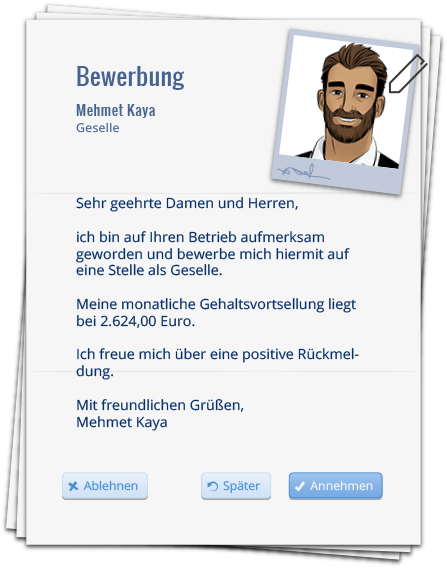 Bewerbung
Mehmet Kaya
Geselle
Sehr geehrte Damen und Herren,
ich bin auf Ihren Betrieb aufmerksam
geworden und bewerbe mich hiermit auf
eine Stelle als Geselle.
Meine monatliche Gehaltsvortsellung liegt
bei 2.624,00 Euro.
Ich freue mich über eine positive Rückmel-
dung.
Mit freundlichen Grüßen,
Mehmet Kaya
Ablehnen
Später
Annehmen